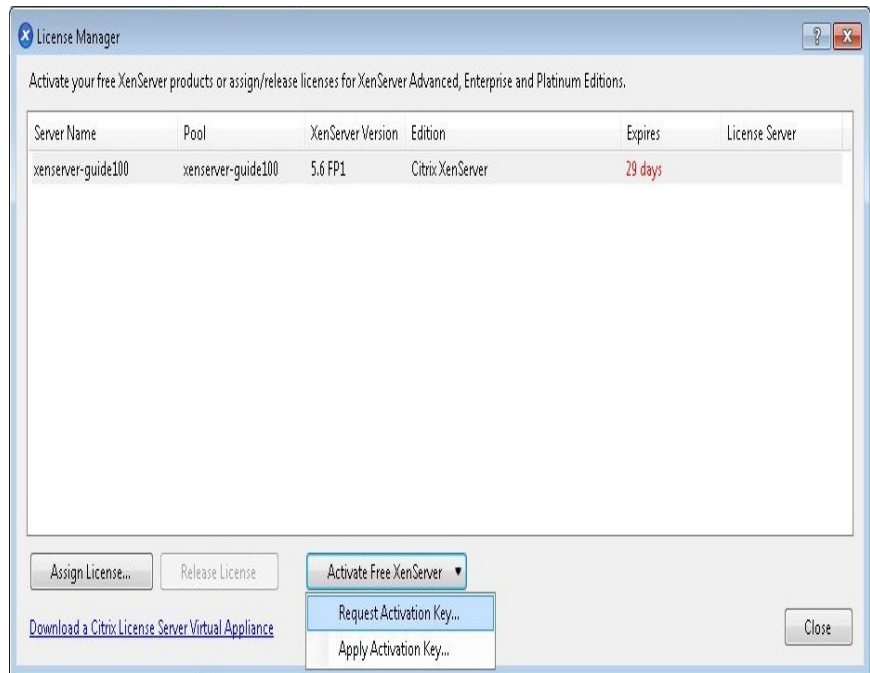 License Manager
?
X
Activate your free XenServer products or assign/release licenses for XenServer Advanced, Enterprise and Platinum Editions.
Server Name Pool XenServer Version Edition Expires License Server
xenserver-guide100 xenserver-guide100 5.6 FP1 Citrix XenServer 29 days
Assign License... Release License Activate Free XenServer
Request Activation Key...
Download a Citrix License Server Virtual Appliance Close
Apply Activation Key...